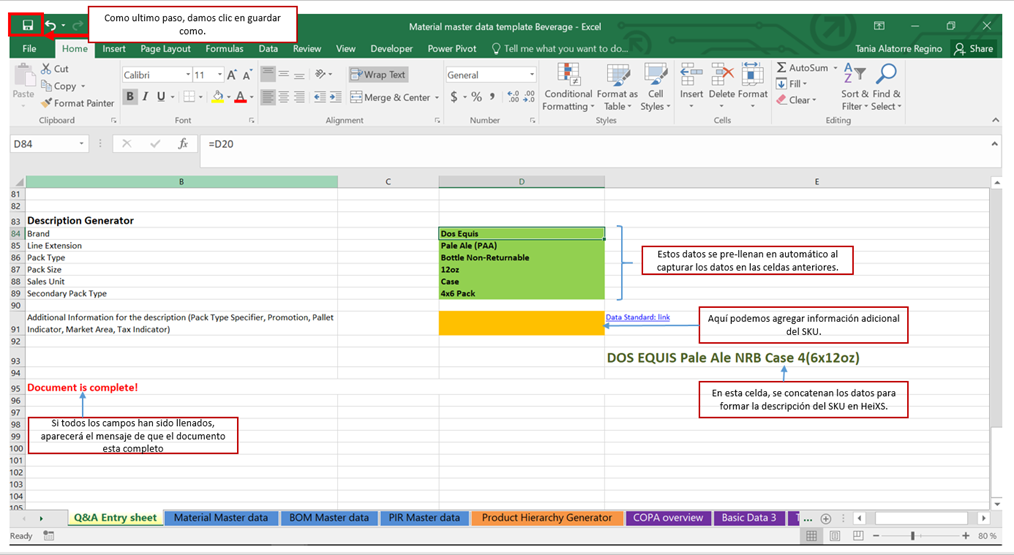 Como ultimo paso, damos clic en guardar
como.
Material master data template Beverage - Excel
File Home Insert Page Layout Formulas Data Review View Developer Power Pivot Tell me what you want to do... Tania Alatorre Regino Share
Paste
Cut
Copy
Format Painter
Clipboard
Calibri 11
B I U
Font
Wrap Text
Merge & Center
Alignment
General
$ % ,
Number
Conditional Formatting
Format as Table
Cell Styles
Styles
Insert Delete Format
Cells
AutoSum
Fill
Clear
Sort & Filter
Find & Select
Editing
D84 fx =D20
B C D E
81
82
83 Description Generator
84 Brand Dos Equis
85 Line Extension Pale Ale (PAA)
86 Pack Type Bottle Non-Returnable
87 Pack Size 12oz
88 Sales Unit Case
89 Secondary Pack Type 4x6 Pack
Estos datos se pre-llenan en automático al
capturar los datos en las celdas anteriores.
90
Additional Information for the description (Pack Type Specifier, Promotion, Pallet
91 Indicator, Market Area, Tax Indicator)
Data Standard: link
Aquí podemos agregar información adicional
del SKU.
92
93 DOS EQUIS Pale Ale NRB Case 4(6x12oz)
94
95 Document is complete!
En esta celda, se concatenan los datos para
formar la descripción del SKU en HeiXS.
96
97
98
99
100
Si todos los campos han sido llenados,
aparecerá el mensaje de que el documento
esta completo
101
102
103
104
105
Q&A Entry sheet Material Master data BOM Master data PIR Master data Product Hierarchy Generator COPA overview Basic Data 3 ...
Ready 80 %